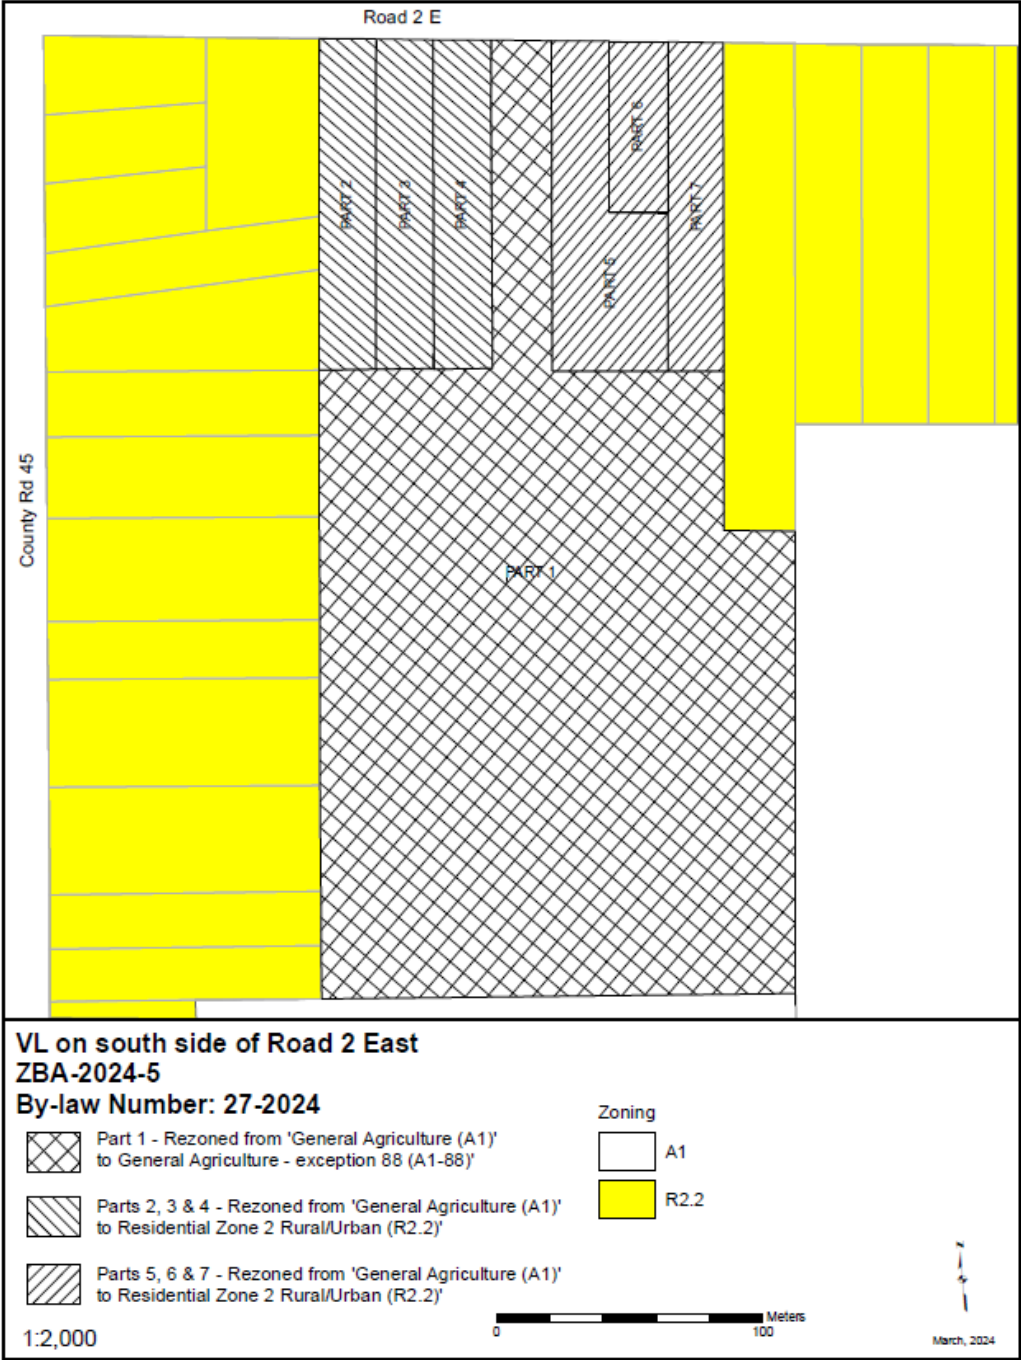 Road 2 E
PART 6
PART 2
PART 3
PART 4
PART 7
PART 5
County Rd 45
PART 1
VL on south side of Road 2 East
ZBA-2024-5
By-law Number: 27-2024
Part 1 - Rezoned from 'General Agriculture (A1)'
to General Agriculture - exception 88 (A1-88)'
Parts 2, 3 & 4 - Rezoned from 'General Agriculture (A1)'
to Residential Zone 2 Rural/Urban (R2.2)'
Parts 5, 6 & 7 - Rezoned from 'General Agriculture (A1)'
to Residential Zone 2 Rural/Urban (R2.2)'
1:2,000
Zoning
A1
R2.2
Meters
0
100
N
March, 2024